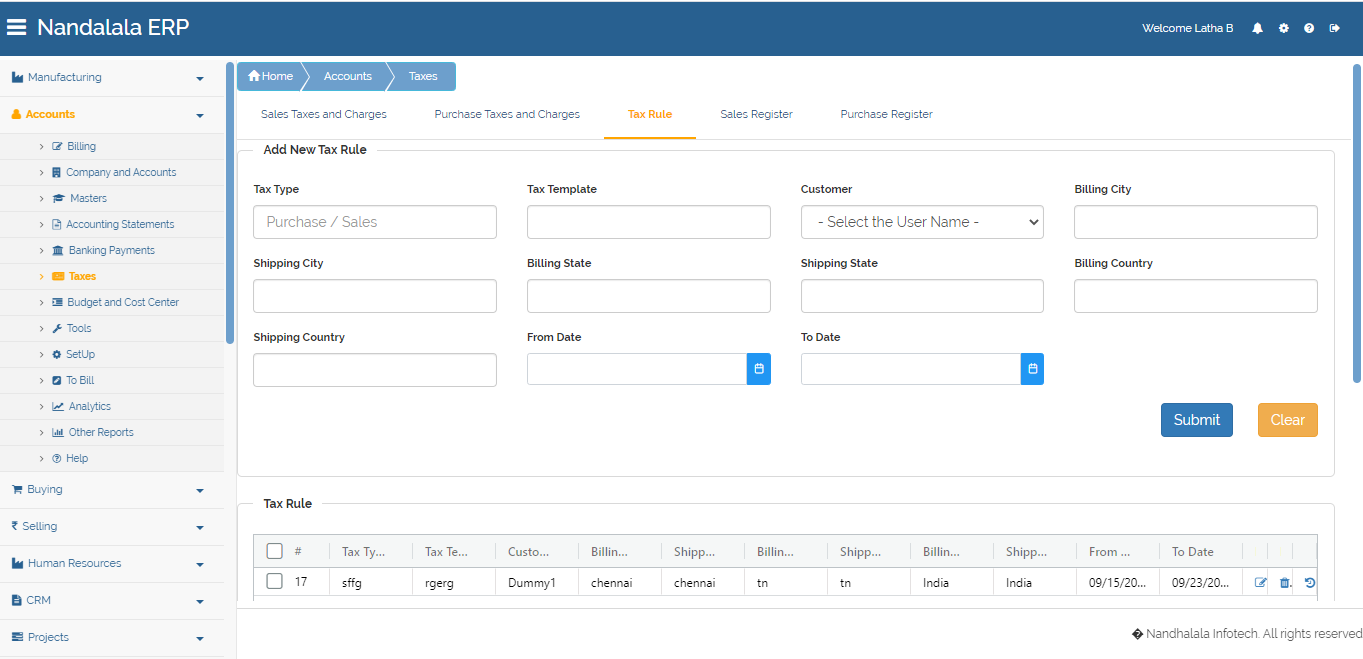 Nandalala ERP
Welcome Latha B
Manufacturing
Accounts
Billing
Company and Accounts
Masters
Accounting Statements
Banking Payments
Taxes
Budget and Cost Center
Tools
SetUp
To Bill
Analytics
Other Reports
Help
Buying
Selling
Human Resources
CRM
Projects
Home Accounts Taxes
Sales Taxes and Charges Purchase Taxes and Charges Tax Rule Sales Register Purchase Register
Add New Tax Rule
Tax Type Tax Template Customer Billing City
Purchase / Sales - Select the User Name -
Shipping City Billing State Shipping State Billing Country
Shipping Country From Date To Date
Submit Clear
Tax Rule
# Tax Ty... Tax Te... Custo... Billin... Shipp... Billin... Shipp... Billin... Shipp... From ... To Date
17 sffg rgerg Dummy1 chennai chennai tn tn India India 09/15/20... 09/23/20...
� Nandhalala Infotech. All rights reserved